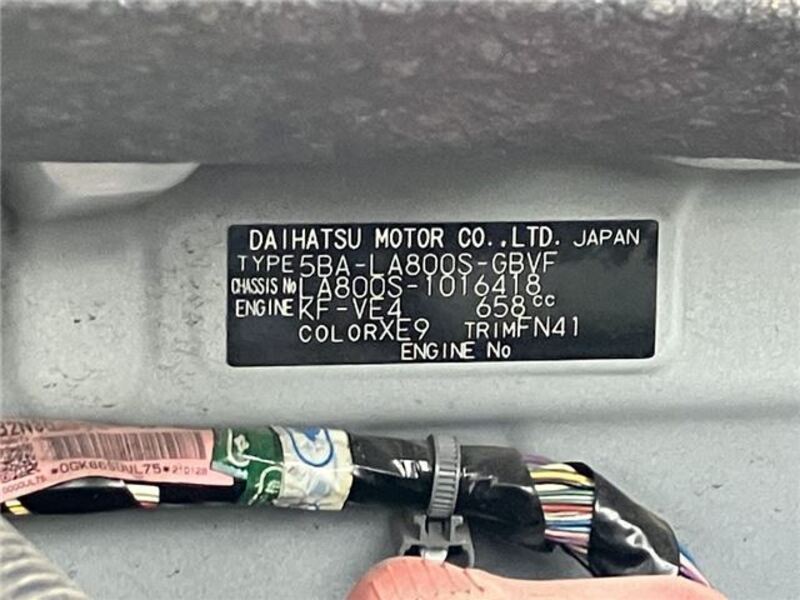 DAIHATSU MOTOR CO.,LTD. JAPAN
TYPE 5BA-LA800S-GBVF
CHASSIS No LA800S-1016418
ENGINE KF-VE4 658cc
COLOR XE9 TRIM FN41
ENGINE No